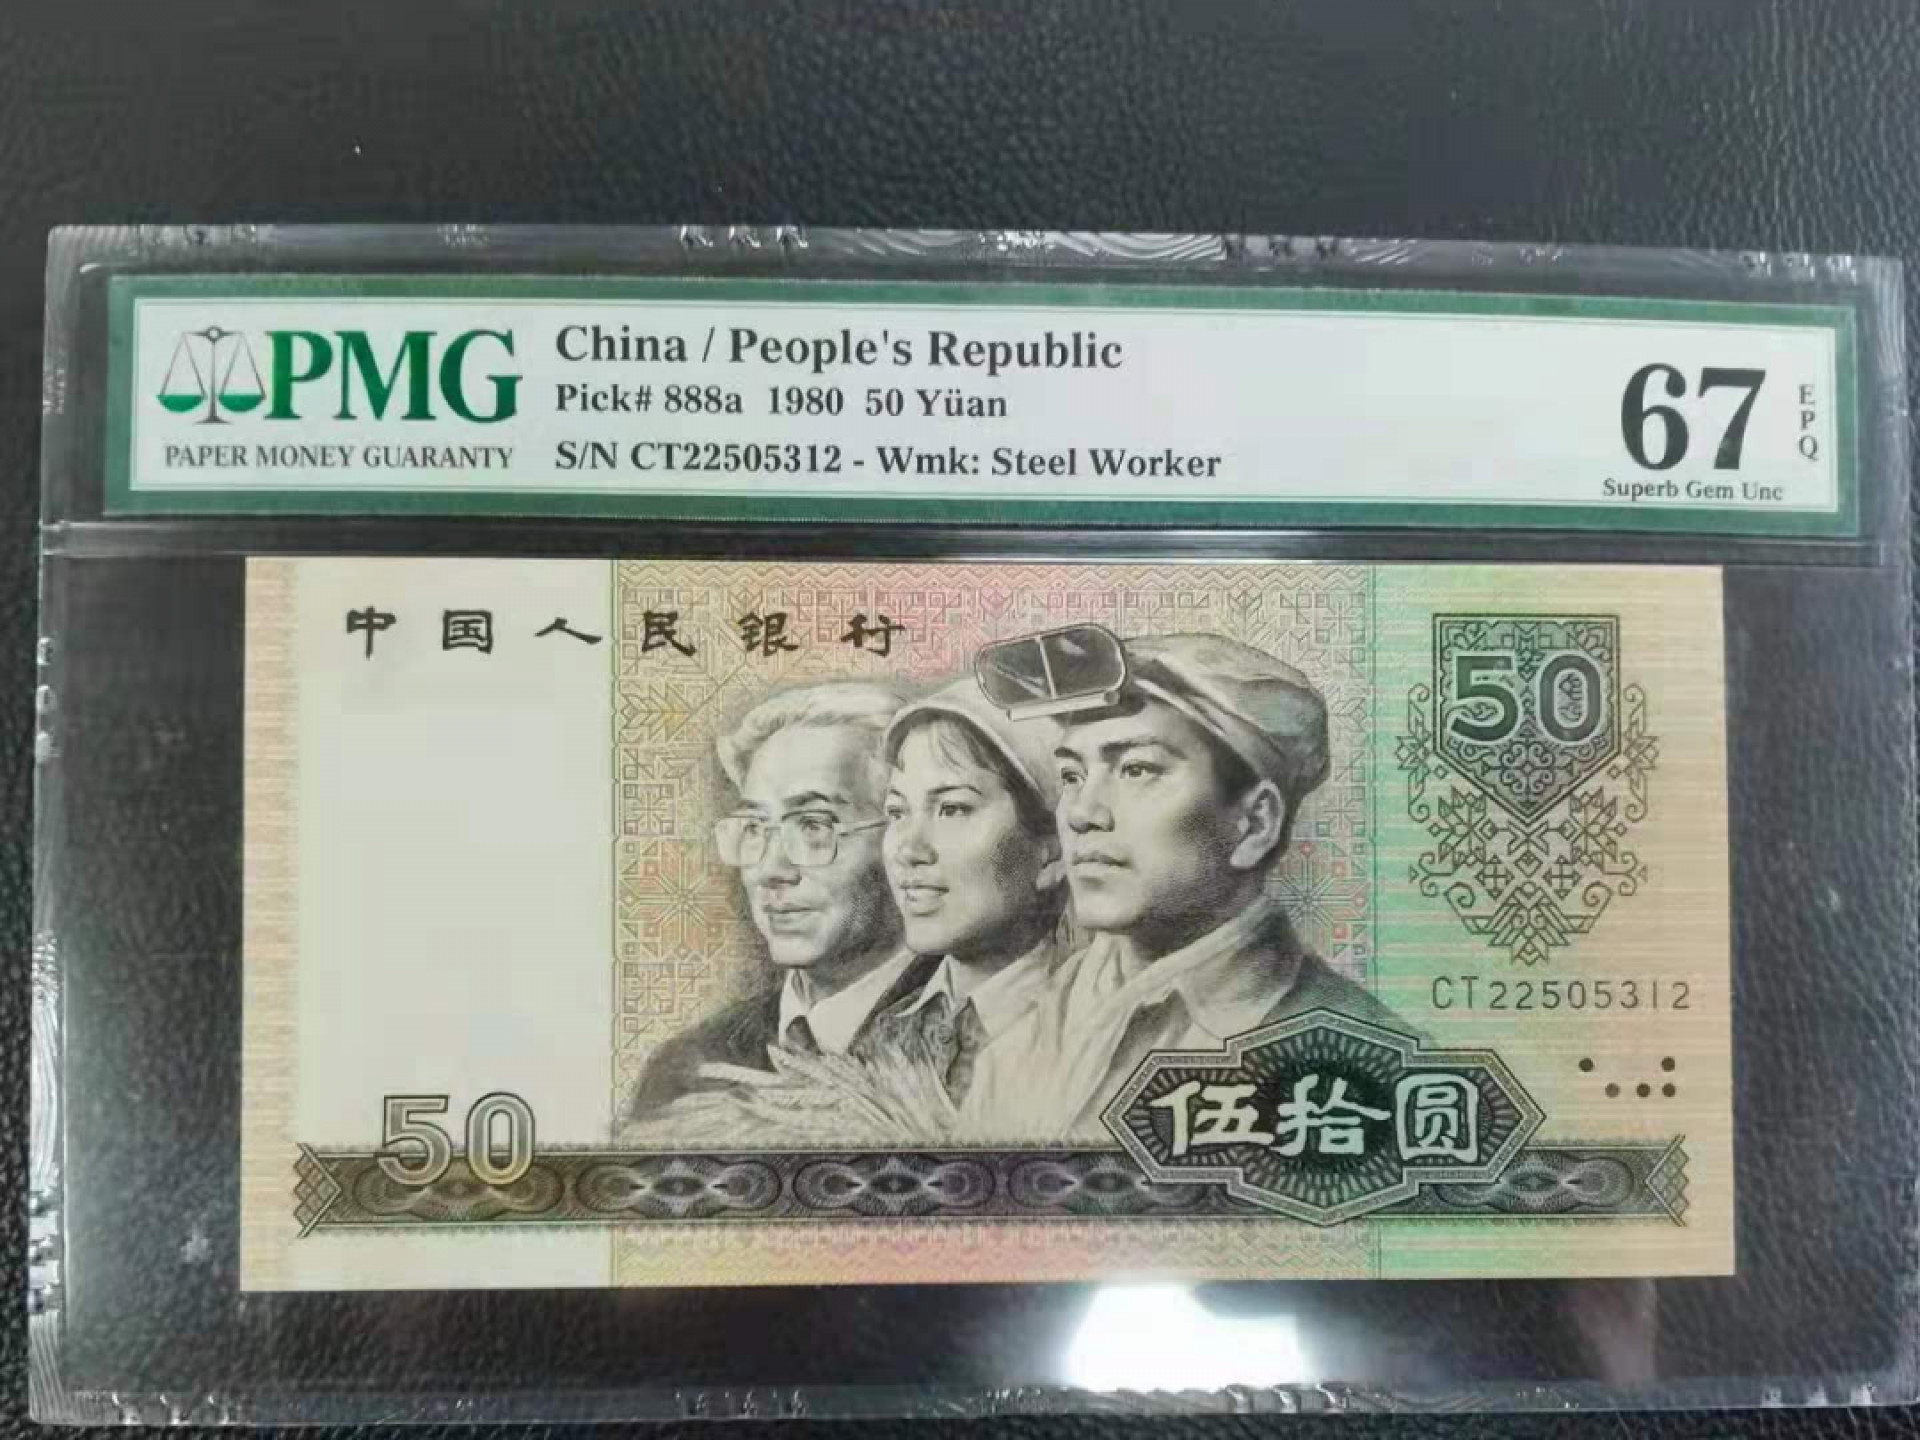 PMG
PAPER MONEY GUARANTY
China / People's Republic
Pick# 888a 1980 50 Yüan
S/N CT22505312 - Wmk: Steel Worker
67
EPQ
Superb Gem Unc
中国人民银行
50
CT22505312
50
伍拾圆